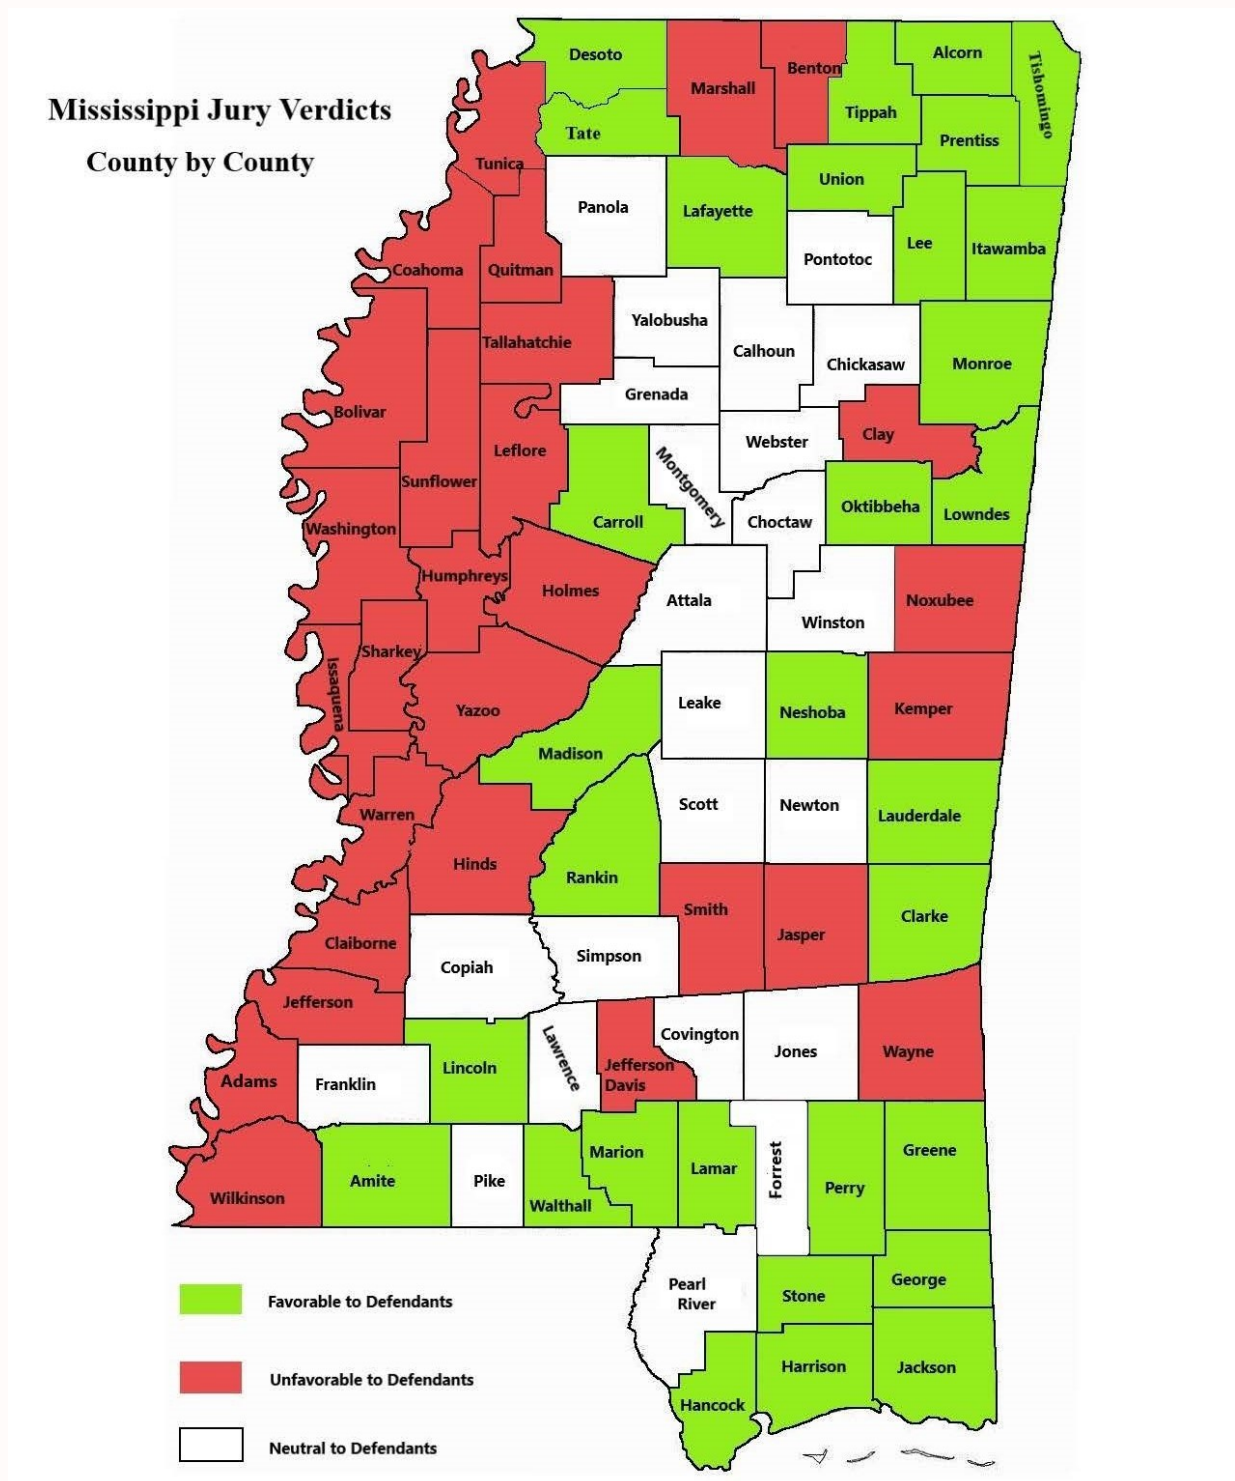 Mississippi Jury Verdicts
County by County
Desoto
Marshall
Benton
Tippah
Alcorn
Tishomingo
Tate
Prentiss
Tunica
Union
Panola
Lafayette
Pontotoc
Lee
Itawamba
Coahoma
Quitman
Yalobusha
Tallahatchie
Calhoun
Chickasaw
Monroe
Grenada
Bolivar
Leflore
Webster
Clay
Montgomery
Sunflower
Carroll
Choctaw
Oktibbeha
Lowndes
Washington
Humphreys
Holmes
Attala
Winston
Noxubee
Sharkey
Issaquena
Yazoo
Leake
Neshoba
Kemper
Madison
Warren
Scott
Newton
Lauderdale
Hinds
Rankin
Smith
Jasper
Clarke
Claiborne
Copiah
Simpson
Jefferson
Lawrence
Jefferson
Davis
Covington
Jones
Wayne
Adams
Franklin
Lincoln
Wilkinson
Amite
Pike
Walthall
Marion
Lamar
Forrest
Perry
Greene
Pearl
River
Stone
George
Hancock
Harrison
Jackson
Favorable to Defendants
Unfavorable to Defendants
Neutral to Defendants